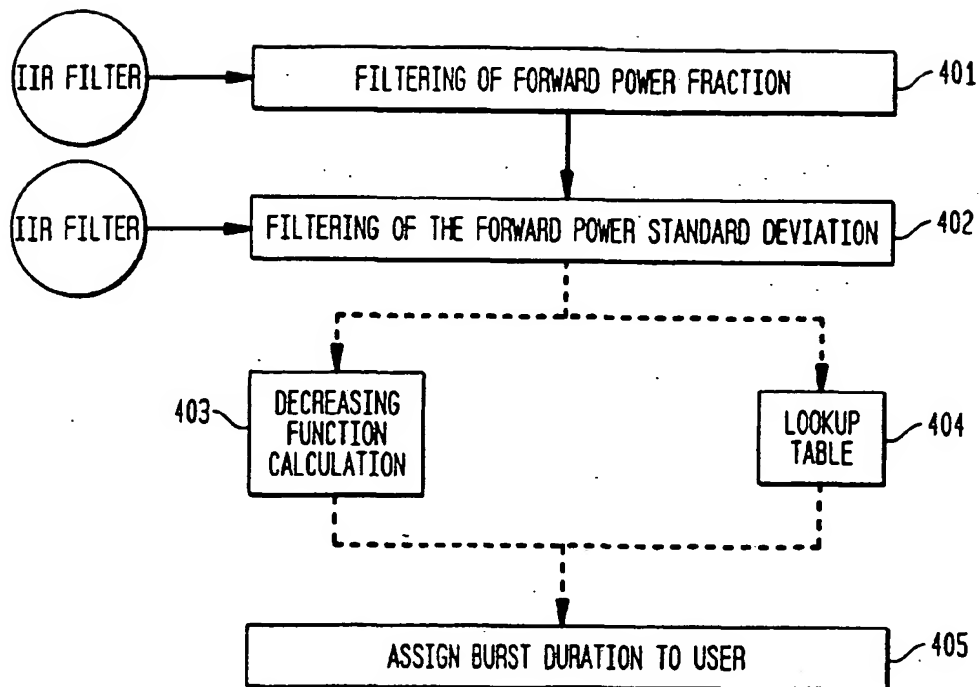 IIR FILTER
FILTERING OF FORWARD POWER FRACTION
401
IIR FILTER
FILTERING OF THE FORWARD POWER STANDARD DEVIATION
402
403
DECREASING
FUNCTION
CALCULATION
LOOKUP
TABLE
404
ASSIGN BURST DURATION TO USER
405